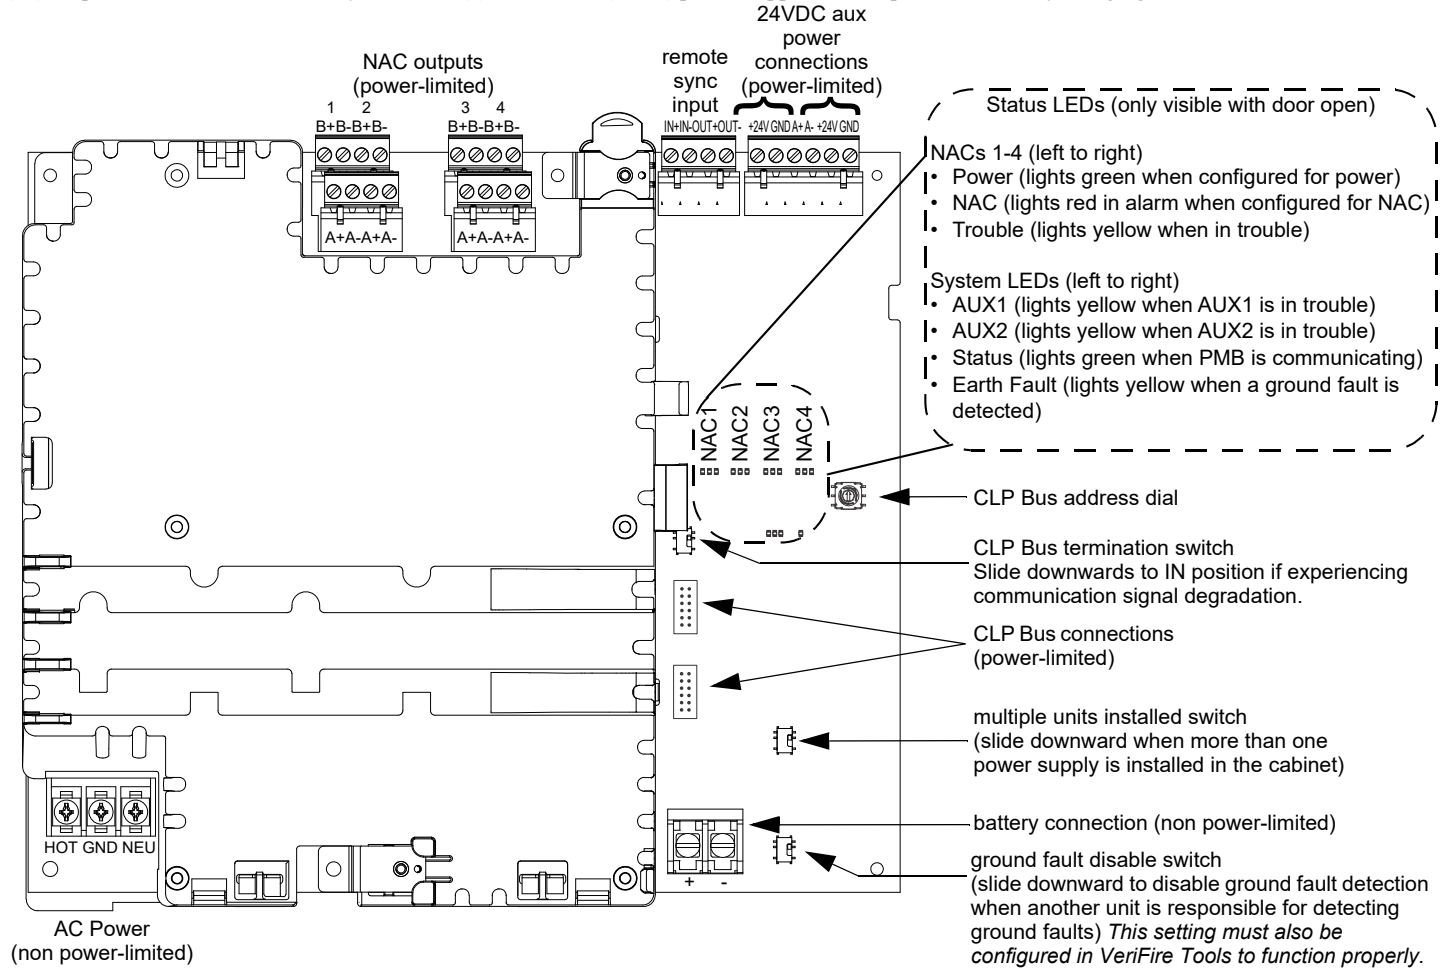 24VDC aux
power
connections
(power-limited)
remote
sync
input
NAC outputs
(power-limited)
1 2
B+B-B+B-
3 4
B+B-B+B-
IN+IN-OUT+OUT-
+24V GND A+ A- +24V GND
A+A-A+A-
A+A-A+A-
Status LEDs (only visible with door open)
NACs 1-4 (left to right)
• Power (lights green when configured for power)
• NAC (lights red in alarm when configured for NAC)
• Trouble (lights yellow when in trouble)
System LEDs (left to right)
• AUX1 (lights yellow when AUX1 is in trouble)
• AUX2 (lights yellow when AUX2 is in trouble)
• Status (lights green when PMB is communicating)
• Earth Fault (lights yellow when a ground fault is
detected)
NAC1
NAC2
NAC3
NAC4
CLP Bus address dial
CLP Bus termination switch
Slide downwards to IN position if experiencing
communication signal degradation.
CLP Bus connections
(power-limited)
multiple units installed switch
(slide downward when more than one
power supply is installed in the cabinet)
battery connection (non power-limited)
+ -
ground fault disable switch
(slide downward to disable ground fault detection
when another unit is responsible for detecting
ground faults) This setting must also be
configured in VeriFire Tools to function properly.
HOT GND NEU
AC Power
(non power-limited)